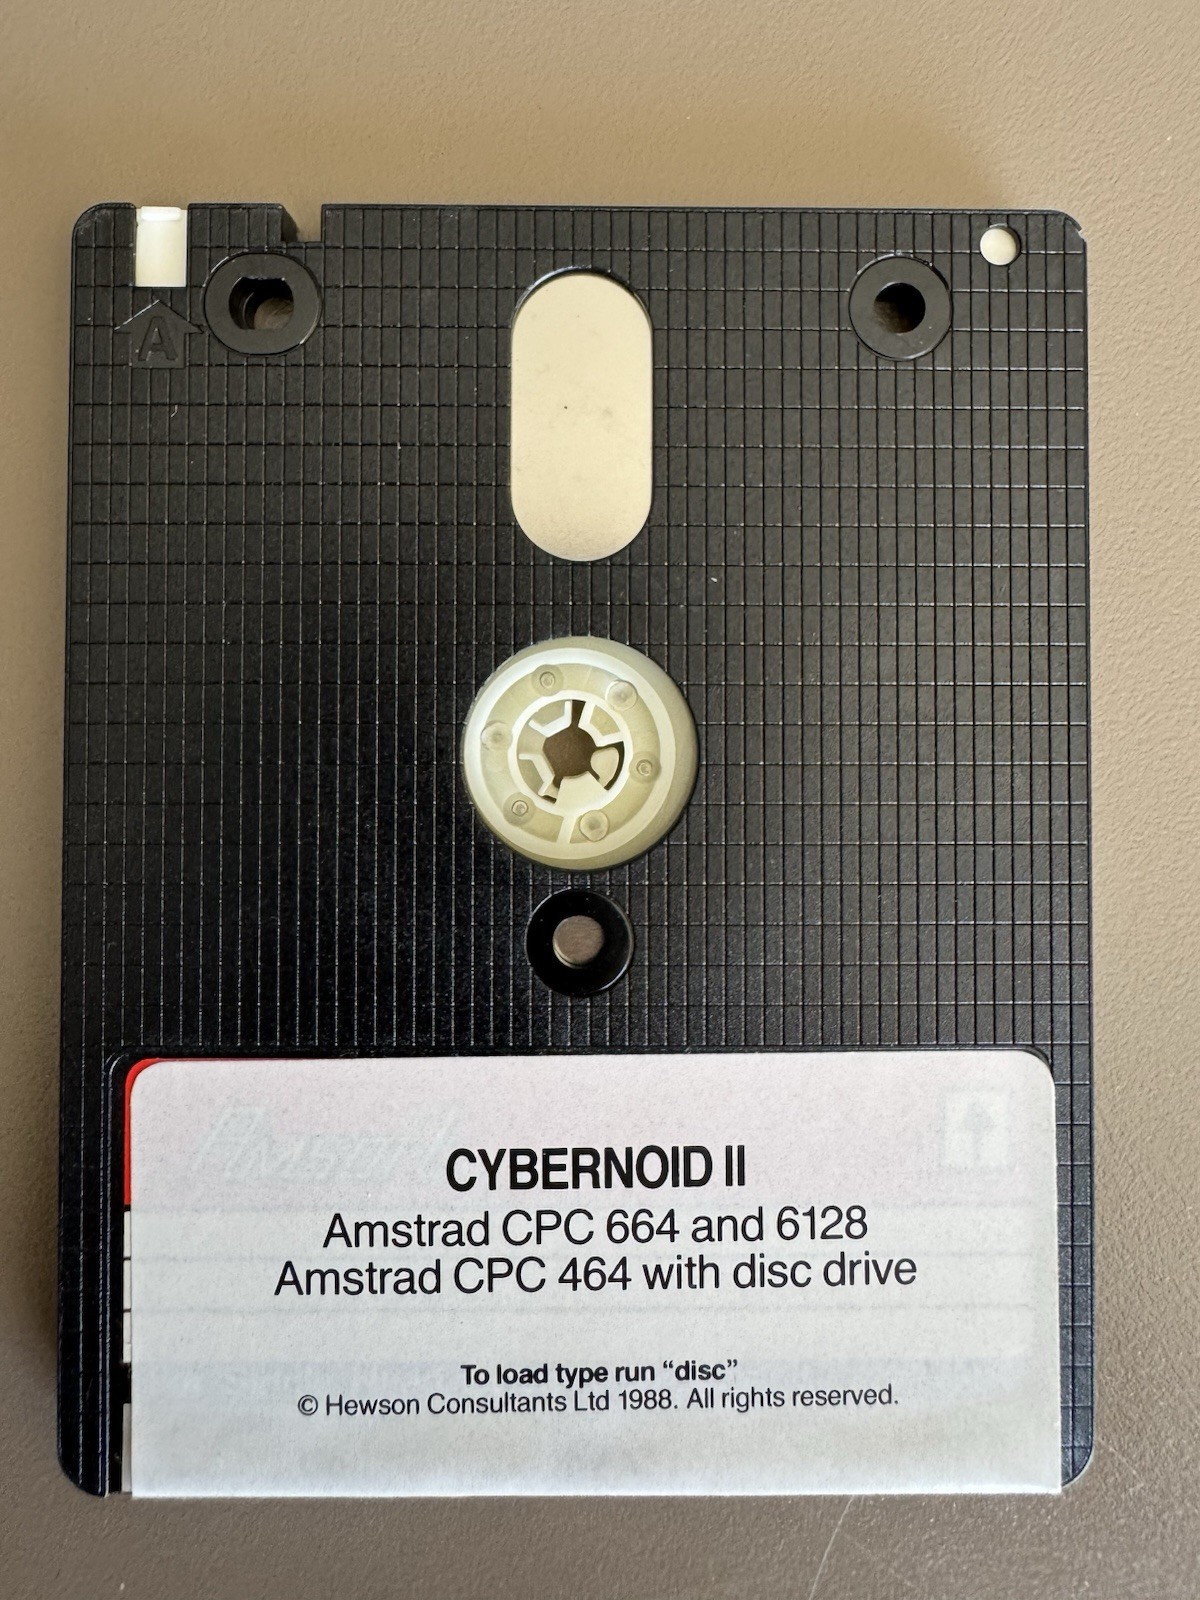 A
CYBERNOID II
Amstrad CPC 664 and 6128
Amstrad CPC 464 with disc drive
To load type run “disc”
© Hewson Consultants Ltd 1988. All rights reserved.